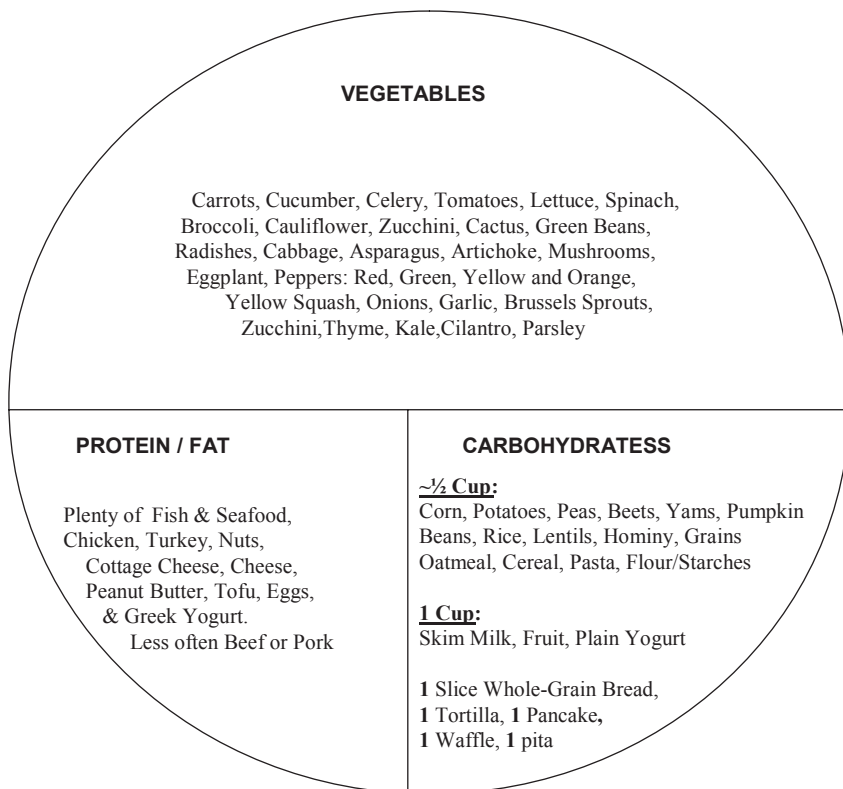 VEGETABLES
Carrots, Cucumber, Celery, Tomatoes, Lettuce, Spinach,
Broccoli, Cauliflower, Zucchini, Cactus, Green Beans,
Radishes, Cabbage, Asparagus, Artichoke, Mushrooms,
Eggplant, Peppers: Red, Green, Yellow and Orange,
Yellow Squash, Onions, Garlic, Brussels Sprouts,
Zucchini,Thyme, Kale,Cilantro, Parsley
PROTEIN / FAT
Plenty of Fish & Seafood,
Chicken, Turkey, Nuts,
Cottage Cheese, Cheese,
Peanut Butter, Tofu, Eggs,
& Greek Yogurt.
Less often Beef or Pork
CARBOHYDRATESS
~½ Cup:
Corn, Potatoes, Peas, Beets, Yams, Pumpkin
Beans, Rice, Lentils, Hominy, Grains
Oatmeal, Cereal, Pasta, Flour/Starches
1 Cup:
Skim Milk, Fruit, Plain Yogurt
1 Slice Whole-Grain Bread,
1 Tortilla, 1 Pancake,
1 Waffle, 1 pita